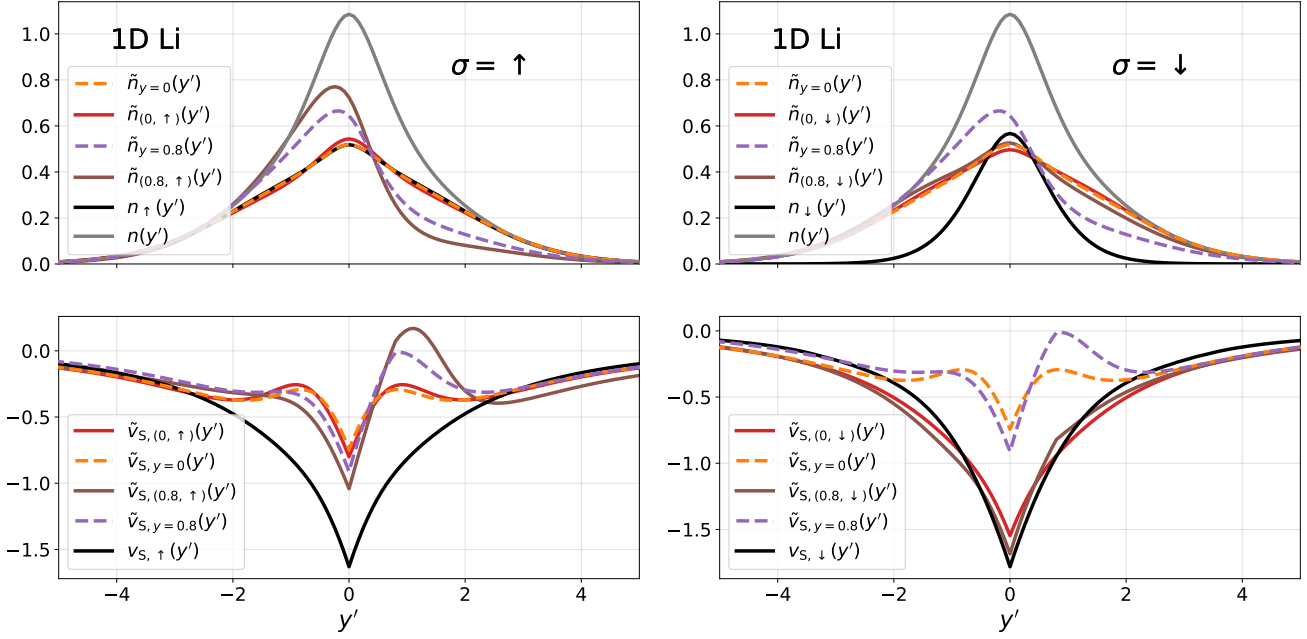 1D Li
σ = ↑
ñ_{y=0}(y′)
ñ_{(0,↑)}(y′)
ñ_{y=0.8}(y′)
ñ_{(0.8,↑)}(y′)
n_↑(y′)
n(y′)
1.0
0.8
0.6
0.4
0.2
0.0
1D Li
σ = ↓
ñ_{y=0}(y′)
ñ_{(0,↓)}(y′)
ñ_{y=0.8}(y′)
ñ_{(0.8,↓)}(y′)
n_↓(y′)
n(y′)
1.0
0.8
0.6
0.4
0.2
0.0
0.0
−0.5
−1.0
−1.5
ṽ_{S,(0,↑)}(y′)
ṽ_{S,y=0}(y′)
ṽ_{S,(0.8,↑)}(y′)
ṽ_{S,y=0.8}(y′)
v_{S,↑}(y′)
−4 −2 0 2 4
y′
0.0
−0.5
−1.0
−1.5
ṽ_{S,(0,↓)}(y′)
ṽ_{S,y=0}(y′)
ṽ_{S,(0.8,↓)}(y′)
ṽ_{S,y=0.8}(y′)
v_{S,↓}(y′)
−4 −2 0 2 4
y′